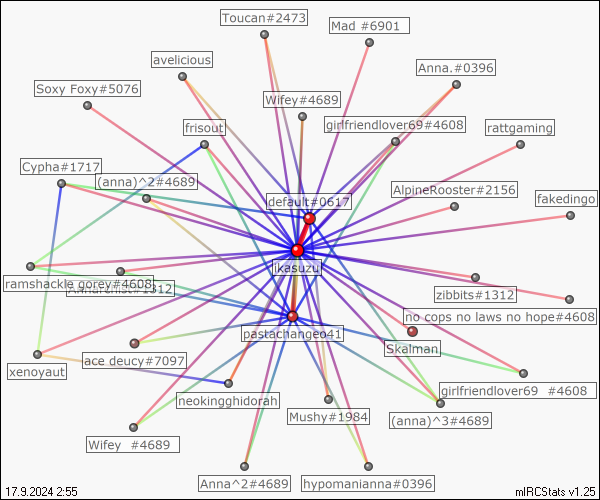 Toucan#2473
Mad #6901
avelicious
Anna.#0396
Soxy Foxy#5076
Wifey#4689
girlfriendlover69#4608
frisout
rattgaming
Cypha#1717
(anna)^2#4689
AlpineRooster#2156
default#0617
fakedingo
likasuzu
ramshackle gorey#4608
#1312
zibbits#1312
no cops no laws no hope#4608
pastachangeo41
Skalman
ace deucy#7097
xenoyaut
girlfriendlover69 #4608
neokingghidorah
Mushy#1984
(anna)^3#4689
Wifey #4689
Anna^2#4689
hypomanianna#0396
17.9.2024 2:55
mIRCStats v1.25